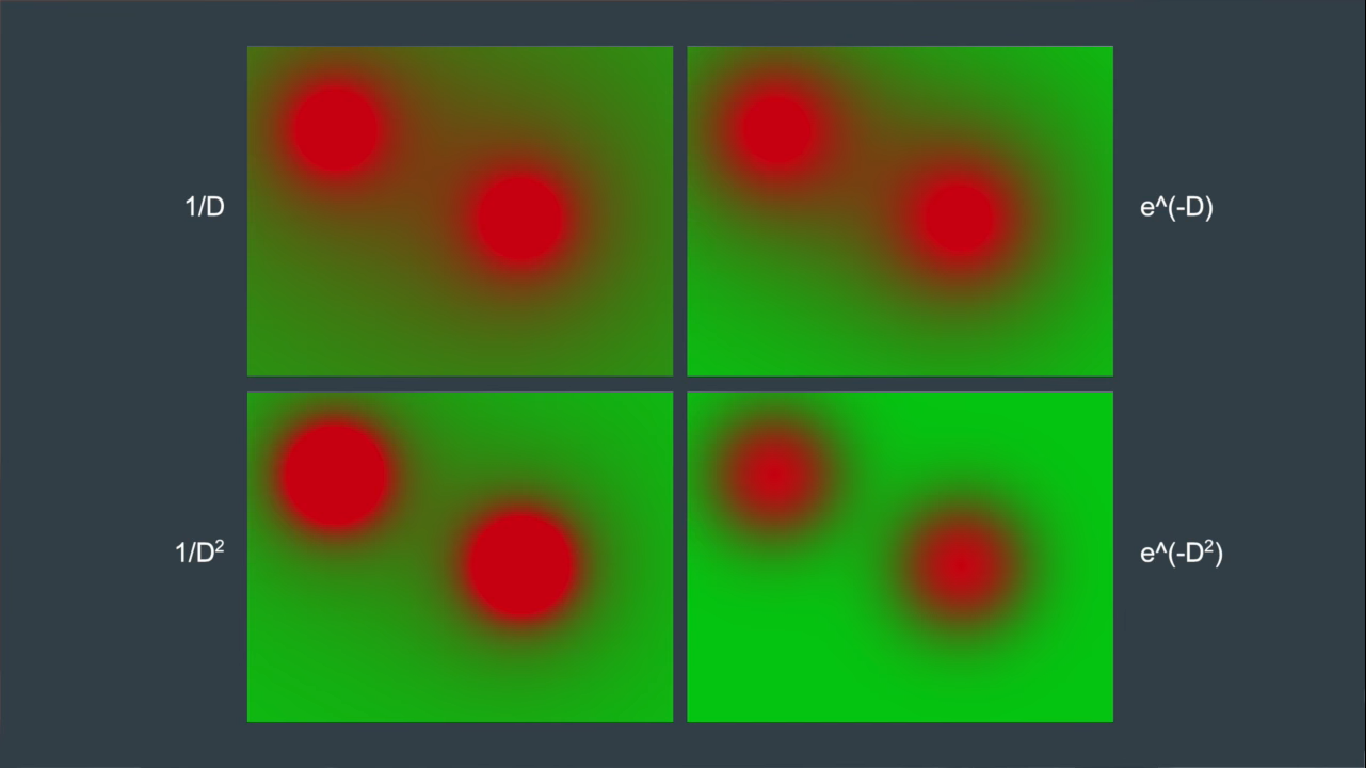 1/D
e^(-D)
1/D²
e^(-D²)